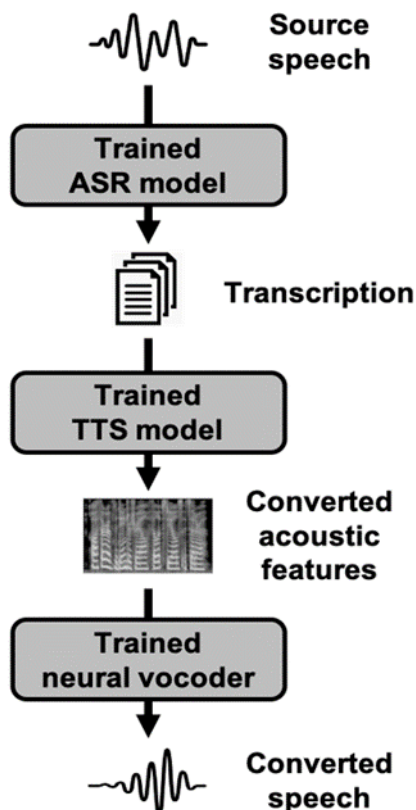 Source
speech
Trained
ASR model
Transcription
Trained
TTS model
Converted
acoustic
features
Trained
neural vocoder
Converted
speech